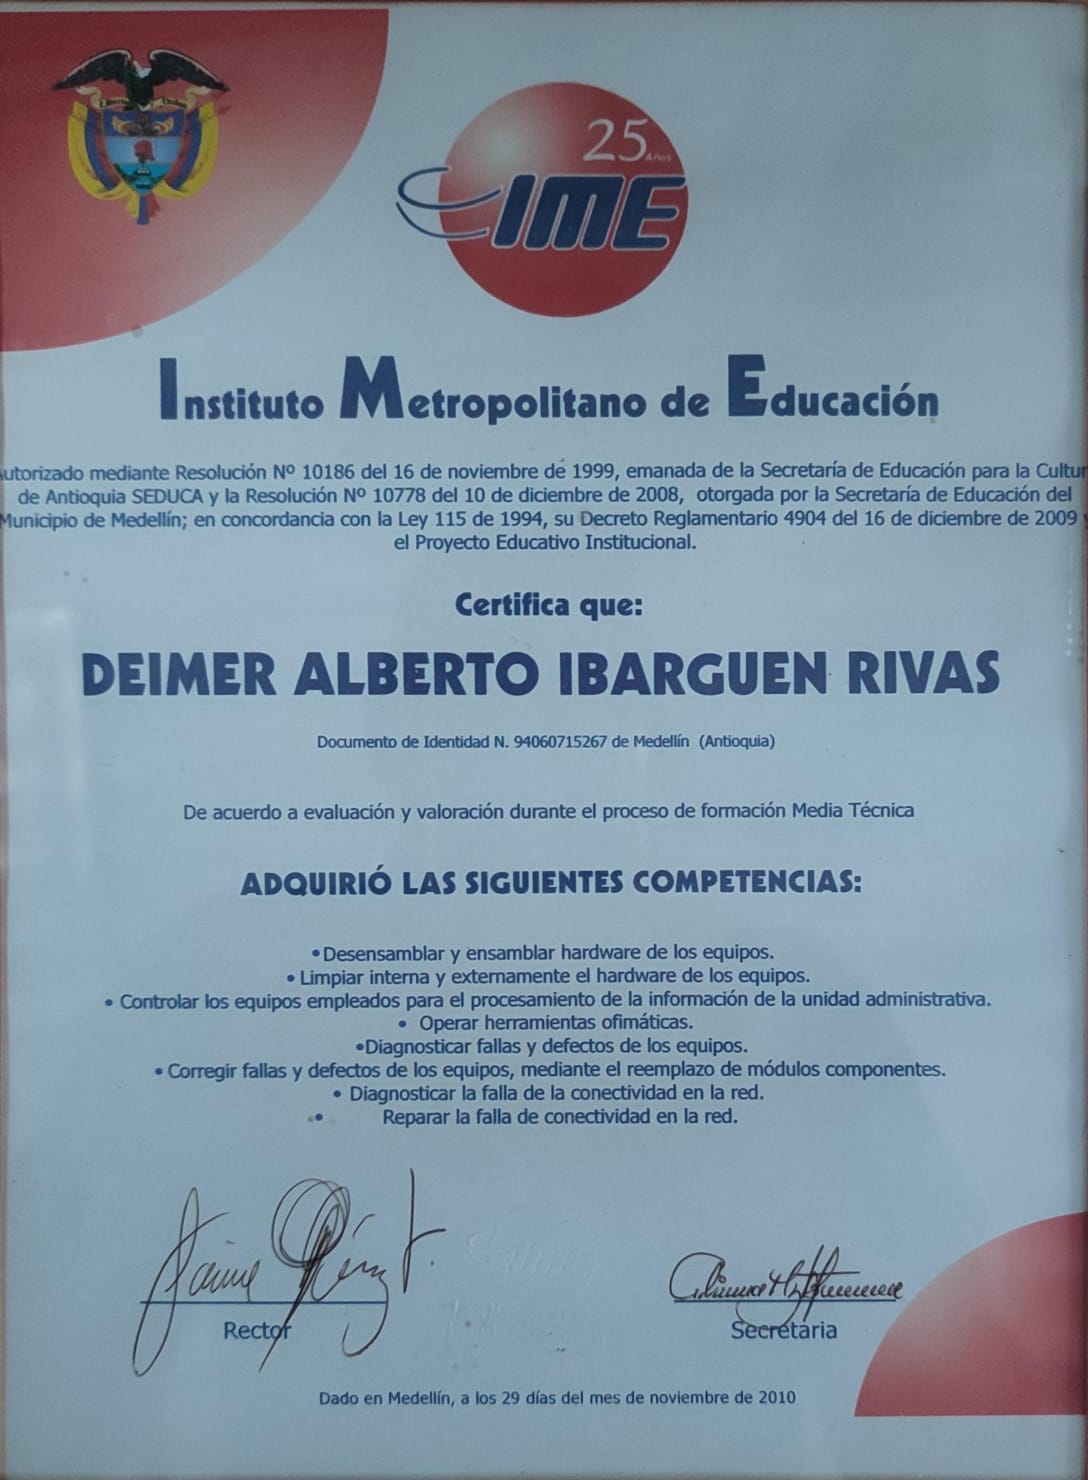 25 Años
IME
Instituto Metropolitano de Educación
utorizado mediante Resolución Nº 10186 del 16 de noviembre de 1999, emanada de la Secretaría de Educación para la Cultur
de Antioquia SEDUCA y la Resolución Nº 10778 del 10 de diciembre de 2008, otorgada por la Secretaría de Educación del
Municipio de Medellín; en concordancia con la Ley 115 de 1994, su Decreto Reglamentario 4904 del 16 de diciembre de 2009 y
el Proyecto Educativo Institucional.
Certifica que:
DEIMER ALBERTO IBARGUEN RIVAS
Documento de Identidad N. 94060715267 de Medellín (Antioquia)
De acuerdo a evaluación y valoración durante el proceso de formación Media Técnica
ADQUIRIÓ LAS SIGUIENTES COMPETENCIAS:
•Desensamblar y ensamblar hardware de los equipos.
• Limpiar interna y externamente el hardware de los equipos.
• Controlar los equipos empleados para el procesamiento de la información de la unidad administrativa.
• Operar herramientas ofimáticas.
•Diagnosticar fallas y defectos de los equipos.
• Corregir fallas y defectos de los equipos, mediante el reemplazo de módulos componentes.
• Diagnosticar la falla de la conectividad en la red.
• Reparar la falla de conectividad en la red.
Jaime
Rector
Secretaria
Dado en Medellín, a los 29 días del mes de noviembre de 2010